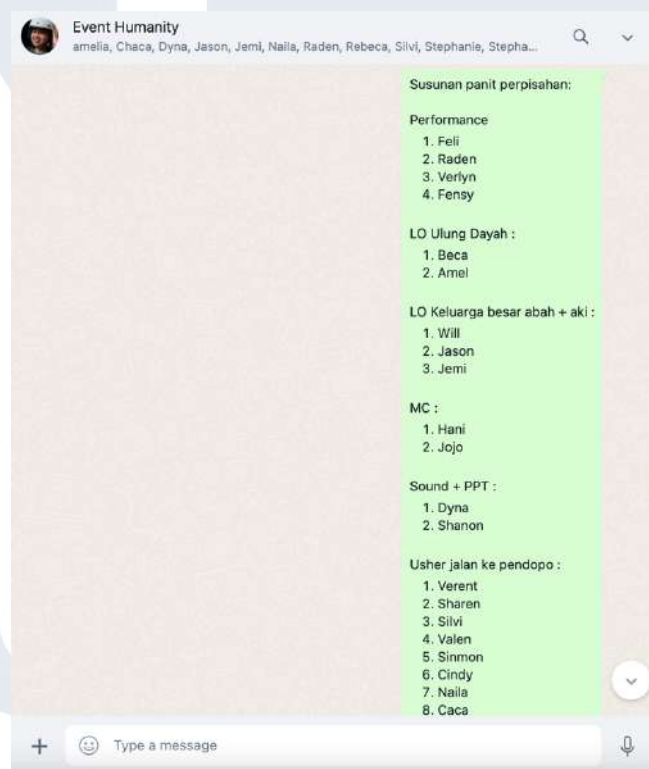 Event Humanity
amelia, Chaca, Dyna, Jason, Jemi, Naila, Raden, Rebeca, Silvi, Stephanie, Stepha...
Susunan panit perpisahan:
Performance
1. Feli
2. Raden
3. Verlyn
4. Fensy
LO Ulung Dayah :
1. Beca
2. Amel
LO Keluarga besar abah + aki :
1. Will
2. Jason
3. Jemi
MC :
1. Hani
2. Jojo
Sound + PPT :
1. Dyna
2. Shanon
Usher jalan ke pendopo :
1. Verent
2. Sharen
3. Silvi
4. Valen
5. Sinmon
6. Cindy
7. Naila
8. Caca
Type a message